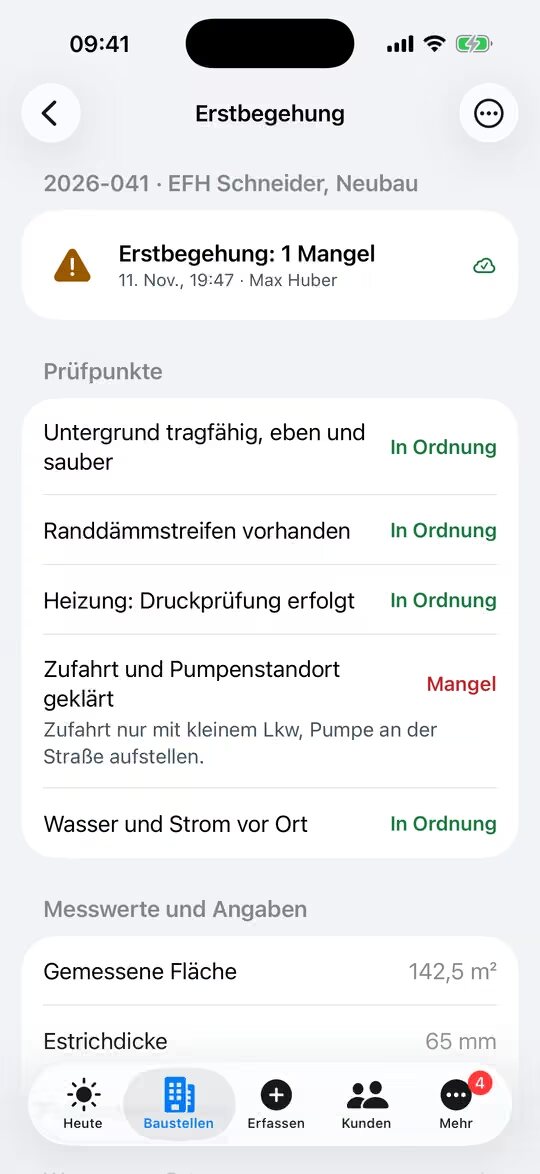 09:41
Erstbegehung
2026-041 · EFH Schneider, Neubau
Erstbegehung: 1 Mangel
11. Nov., 19:47 · Max Huber
Prüfpunkte
Untergrund tragfähig, eben und
sauber
In Ordnung
Randdämmstreifen vorhanden
In Ordnung
Heizung: Druckprüfung erfolgt
In Ordnung
Zufahrt und Pumpenstandort
geklärt
Mangel
Zufahrt nur mit kleinem Lkw, Pumpe an der
Straße aufstellen.
Wasser und Strom vor Ort
In Ordnung
Messwerte und Angaben
Gemessene Fläche
142,5 m²
Estrichdicke
65 mm
Heute
Baustellen
Erfassen
Kunden
4
Mehr